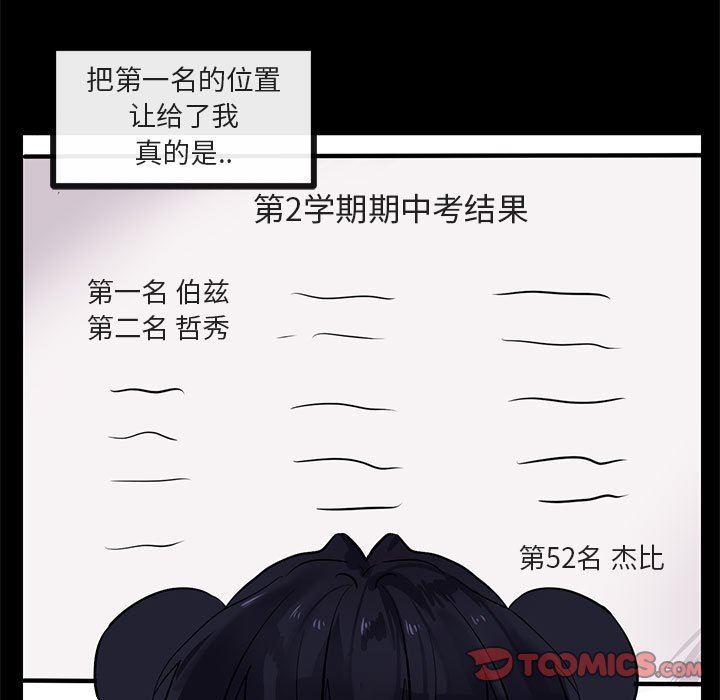 把第一名的位置
让给了我
真的是..
第2学期期中考结果
第一名 伯兹
第二名 哲秀
第52名 杰比
TOOMICS.COM